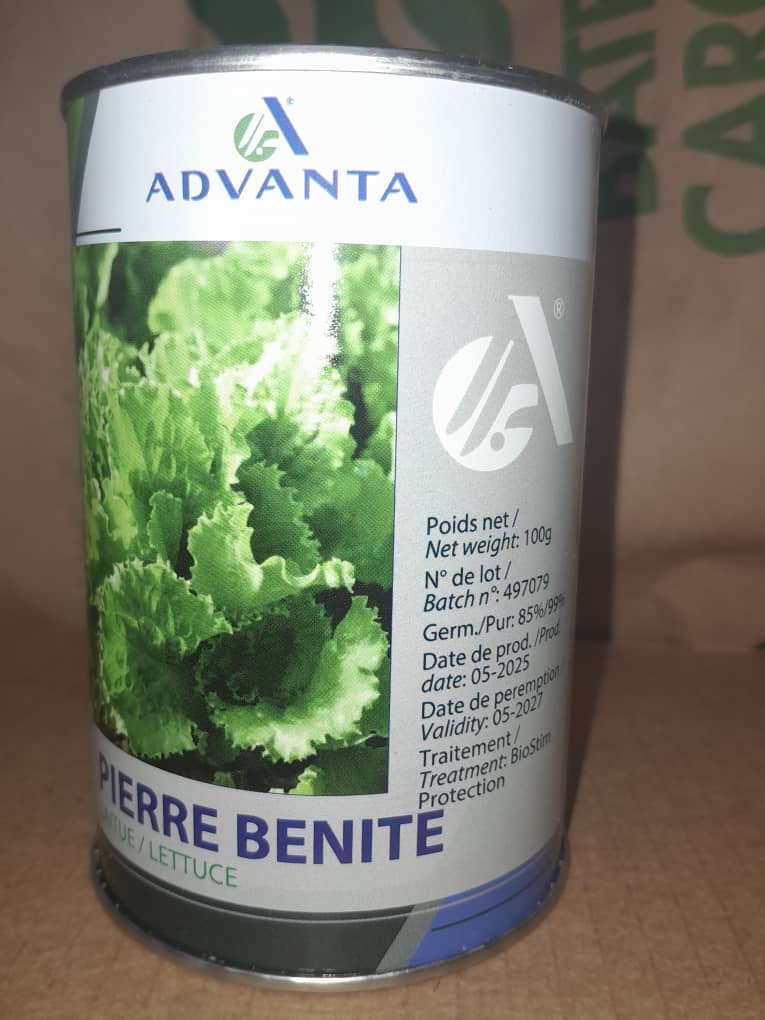 ADVANTA
®
Poids net /
Net weight: 100g
N° de lot /
Batch n°: 497079
Germ./Pur: 85%/99%
Date de prod. /Prod.
date: 05-2025
Date de peremption /
Validity: 05-2027
Traitement /
Treatment: BioStim
Protection
PIERRE BENITE
/ LETTUCE